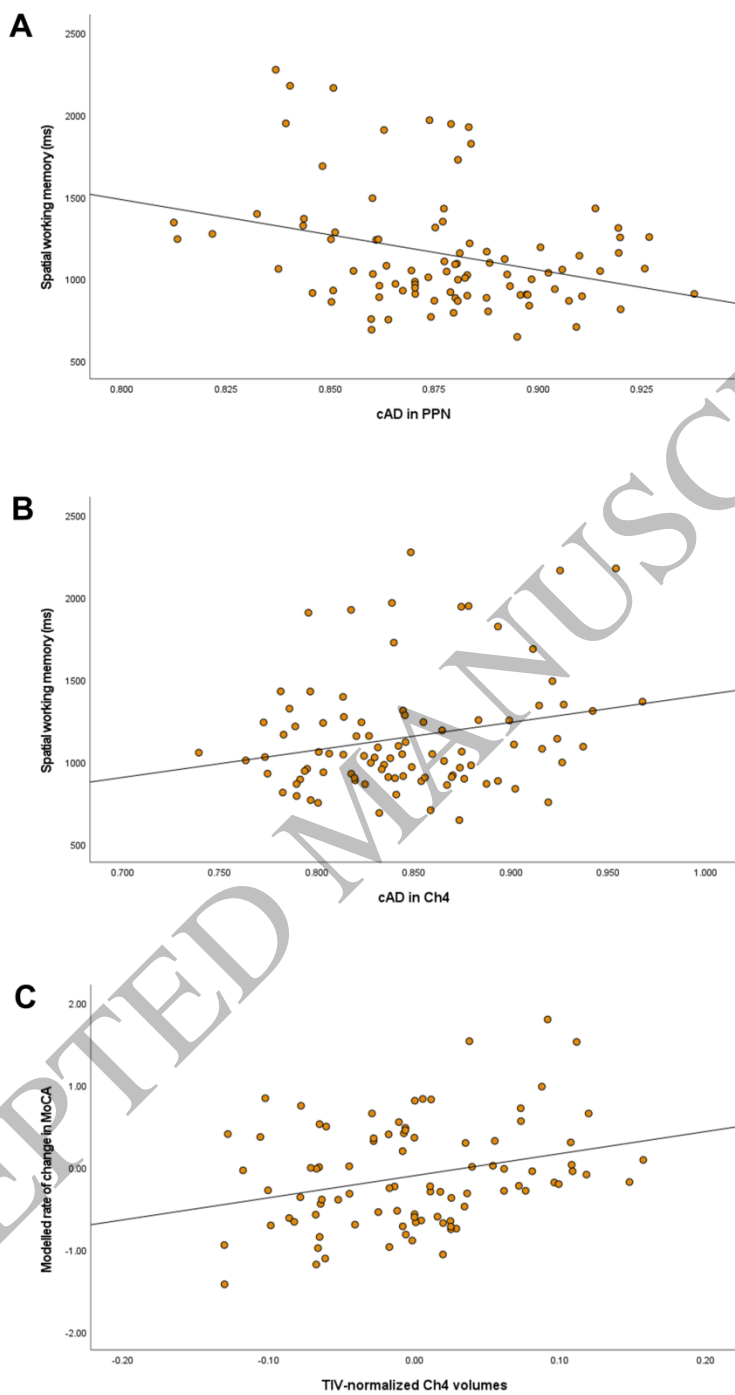 A
2500
2000
1500
1000
500
Spatial working memory (ms)
0.800 0.825 0.850 0.875 0.900 0.925
cAD in PPN
B
2500
2000
1500
1000
500
Spatial working memory (ms)
0.700 0.750 0.800 0.850 0.900 0.950 1.000
cAD in Ch4
C
2.00
1.00
0.00
-1.00
-2.00
Modelled rate of change in MoCA
-0.20 -0.10 0.00 0.10 0.20
TIV-normalized Ch4 volumes
EPTED MANUSC